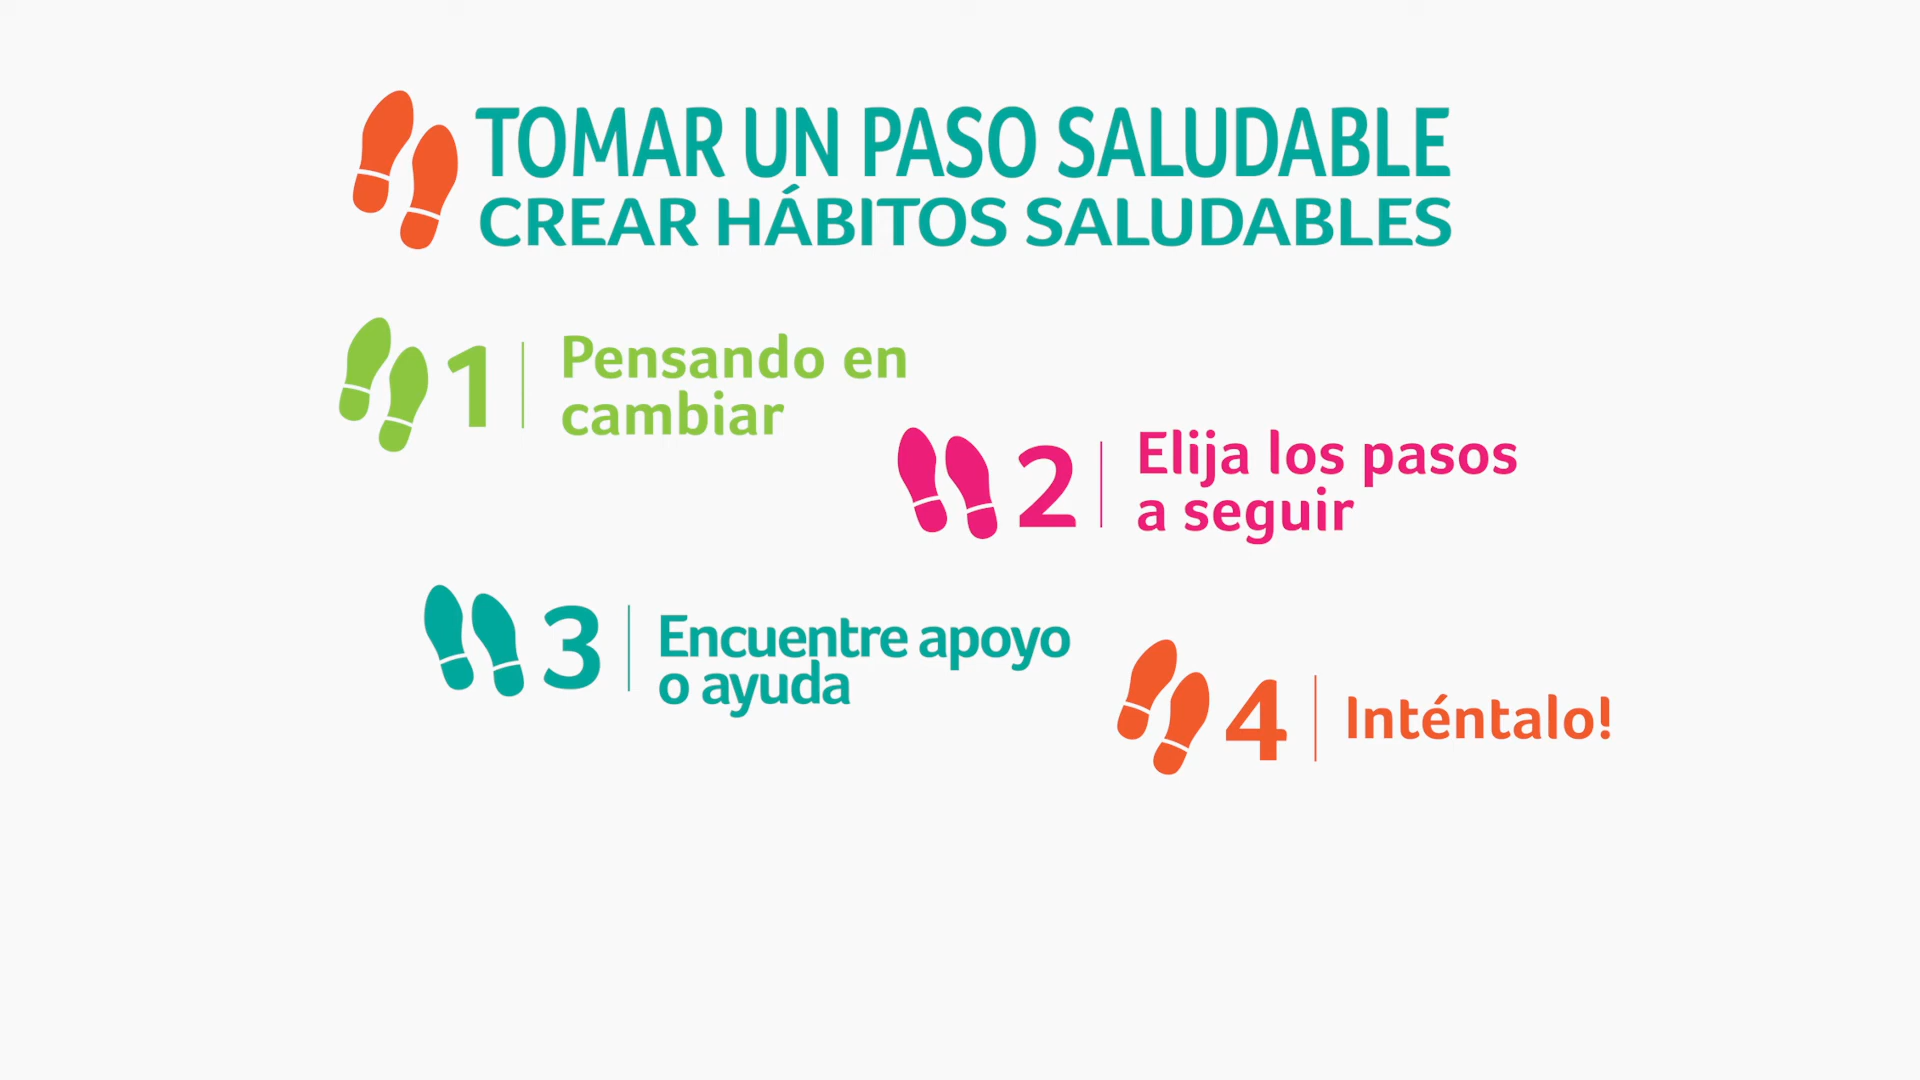 TOMAR UN PASO SALUDABLE
CREAR HÁBITOS SALUDABLES
1
Pensando en
cambiar
2
Elija los pasos
a seguir
3
Encuentre apoyo
o ayuda
4
Inténtalo!